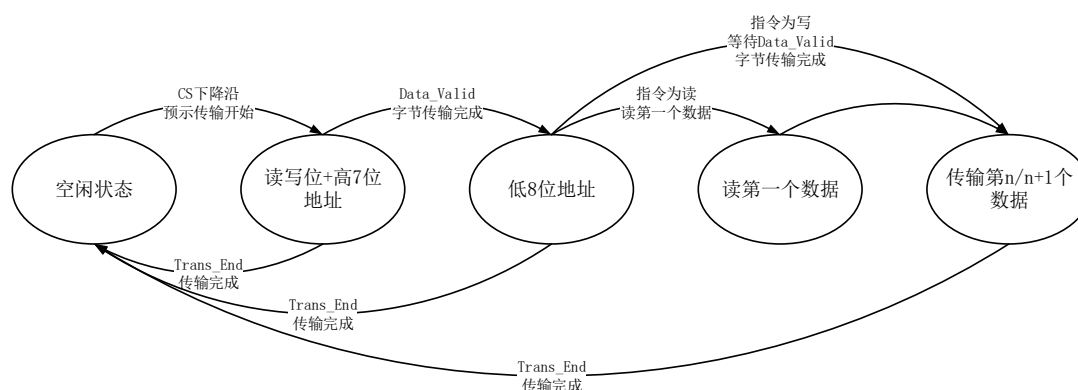 指令为写
等待Data_Valid
字节传输完成
CS下降沿
预示传输开始
Data_Valid
字节传输完成
指令为读
读第一个数据
空闲状态
读写位+高7位
地址
低8位地址
读第一个数据
传输第n/n+1个
数据
Trans_End
传输完成
Trans_End
传输完成
Trans_End
传输完成